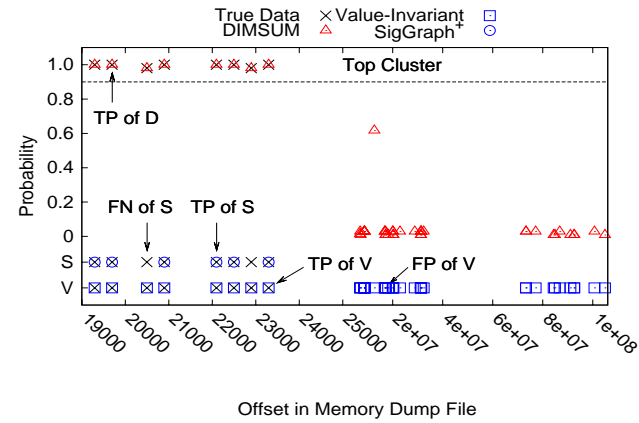 True Data Value-Invariant
DIMSUM SigGraph+
1.0 Top Cluster
0.8
TP of D
0.6
0.4
FN of S TP of S
0.2
0
S
TP of V FP of V
V
Probability
19000 20000 21000 22000 23000 24000 25000 2e+07 4e+07 6e+07 8e+07 1e+08
Offset in Memory Dump File